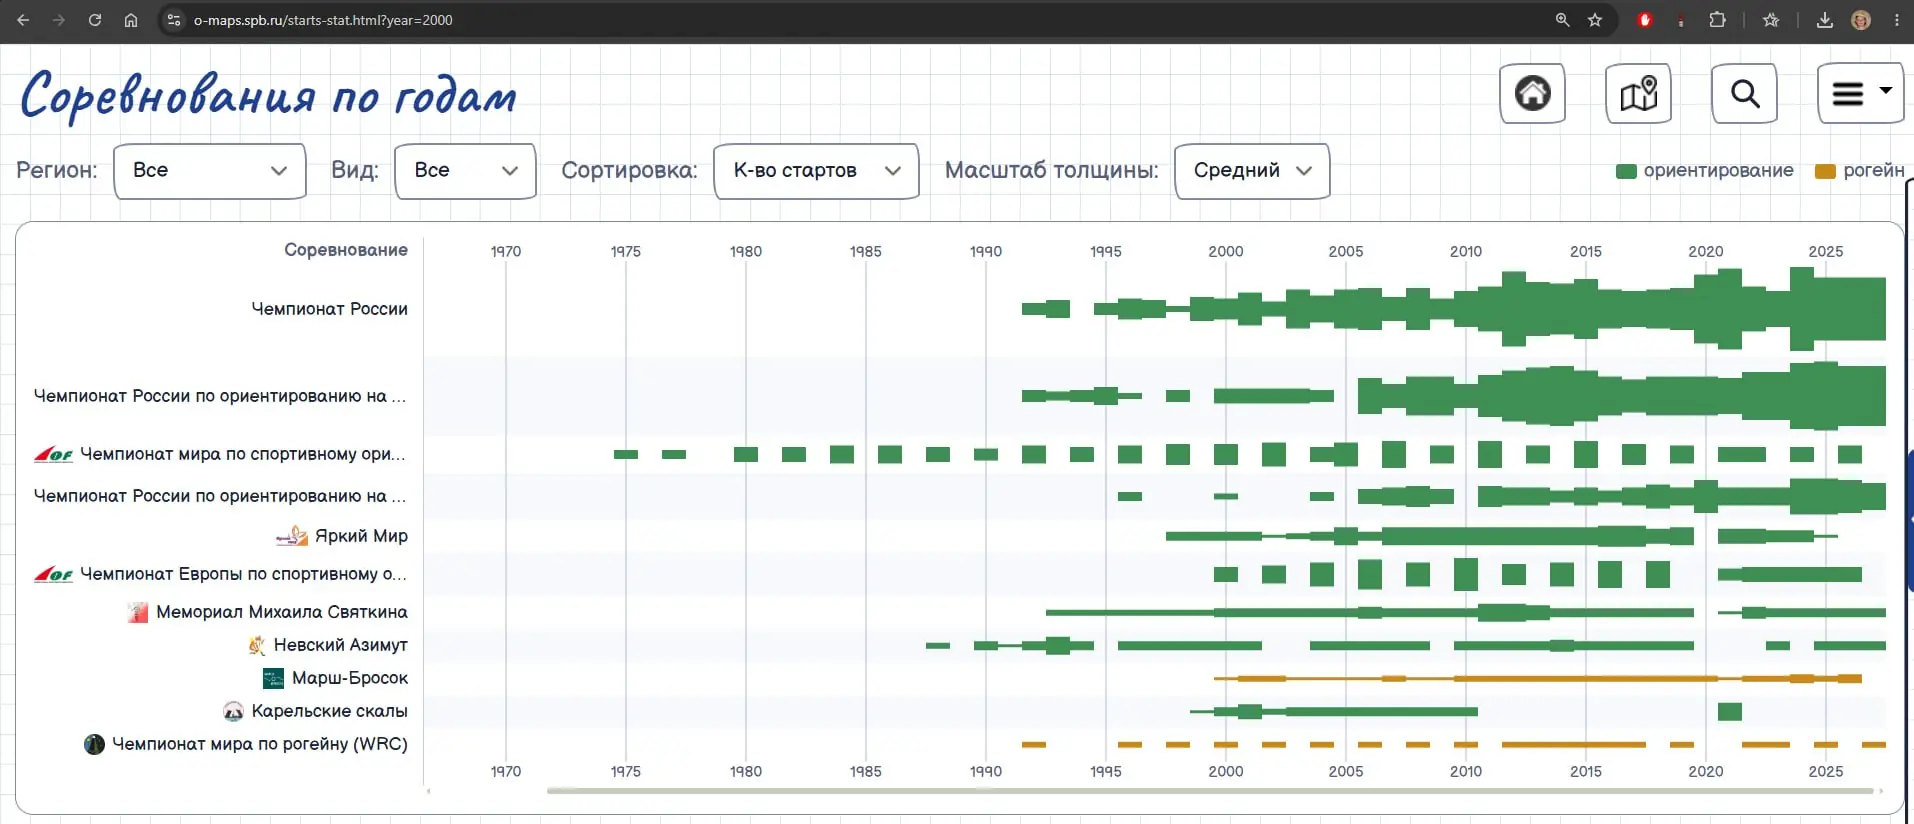 o-maps.spb.ru/starts-stat.html?year=2000
Соревнования по годам
Регион: Все Вид: Все Сортировка: К-во стартов Масштаб толщины: Средний ориентирование рогейн
Соревнование 1970 1975 1980 1985 1990 1995 2000 2005 2010 2015 2020 2025
Чемпионат России
Чемпионат России по ориентированию на ...
IOF Чемпионат мира по спортивному ори...
Чемпионат России по ориентированию на ...
Яркий Мир
IOF Чемпионат Европы по спортивному о...
Мемориал Михаила Святкина
Невский Азимут
Марш-Бросок
Карельские скалы
Чемпионат мира по рогейну (WRC)
1970 1975 1980 1985 1990 1995 2000 2005 2010 2015 2020 2025